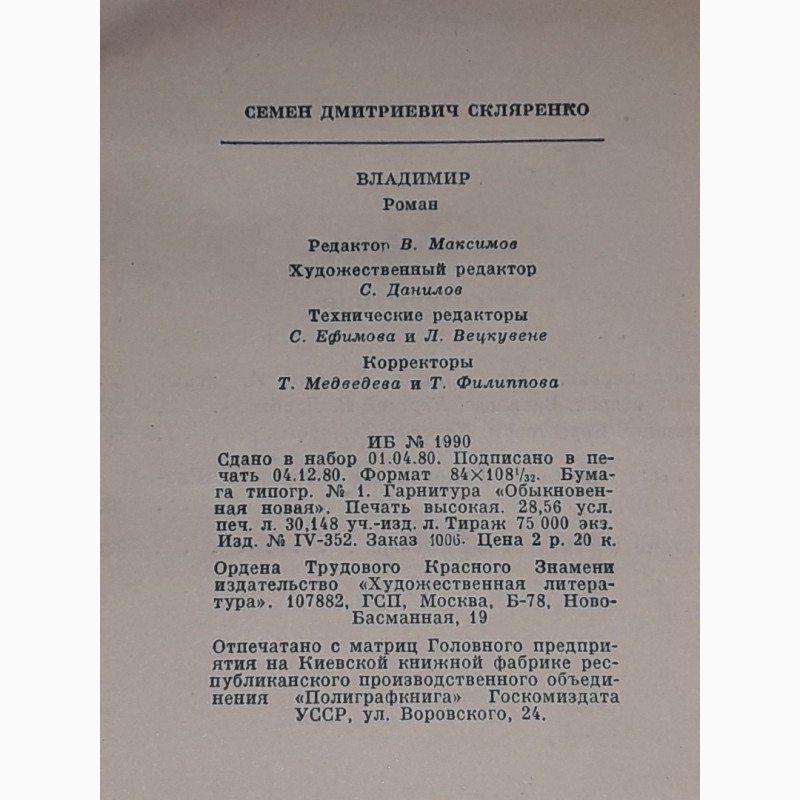 СЕМЕН ДМИТРИЕВИЧ СКЛЯРЕНКО
ВЛАДИМИР
Роман
Редактор В. Максимов
Художественный редактор
С. Данилов
Технические редакторы
С. Ефимова и Л. Вецкувене
Корректоры
Т. Медведева и Т. Филиппова
ИБ № 1990
Сдано в набор 01.04.80. Подписано в пе-
чать 04.12.80. Формат 84×108¹/₃₂. Бума-
га типогр. № 1. Гарнитура «Обыкновен-
ная новая». Печать высокая. 28,56 усл.
печ. л. 30,148 уч.-изд. л. Тираж 75 000 экз.
Изд. № IV-352. Заказ 1006. Цена 2 р. 20 к.
Ордена Трудового Красного Знамени
издательство «Художественная литера-
тура». 107882, ГСП, Москва, Б-78, Ново-
Басманная, 19
Отпечатано с матриц Головного предпри-
ятия на Киевской книжной фабрике рес-
публиканского производственного объеди-
нения «Полиграфкнига» Госкомиздата
УССР, ул. Воровского, 24.